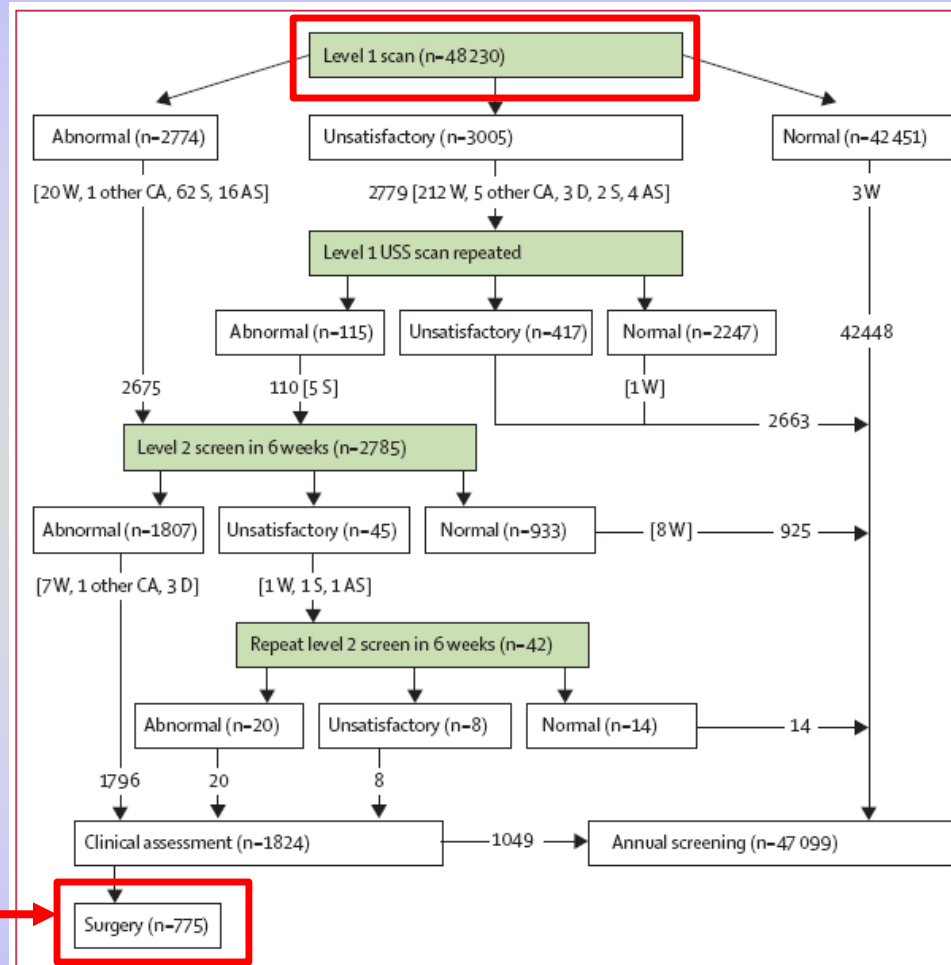 Level 1 scan (n=48230)
Abnormal (n=2774)
Unsatisfactory (n=3005)
Normal (n=42 451)
[20 W, 1 other CA, 62 S, 16 AS]
2779 [212 W, 5 other CA, 3 D, 2 S, 4 AS]
3 W
Level 1 USS scan repeated
Abnormal (n=115)
Unsatisfactory (n=417)
Normal (n=2247)
42448
2675
110 [5 S]
[1 W]
2663
Level 2 screen in 6 weeks (n=2785)
Abnormal (n=1807)
Unsatisfactory (n=45)
Normal (n=933)
[8 W]
925
[7 W, 1 other CA, 3 D]
[1 W, 1 S, 1 AS]
Repeat level 2 screen in 6 weeks (n=42)
Abnormal (n=20)
Unsatisfactory (n=8)
Normal (n=14)
14
1796
20
8
Clinical assessment (n=1824)
1049
Annual screening (n=47 099)
Surgery (n=775)